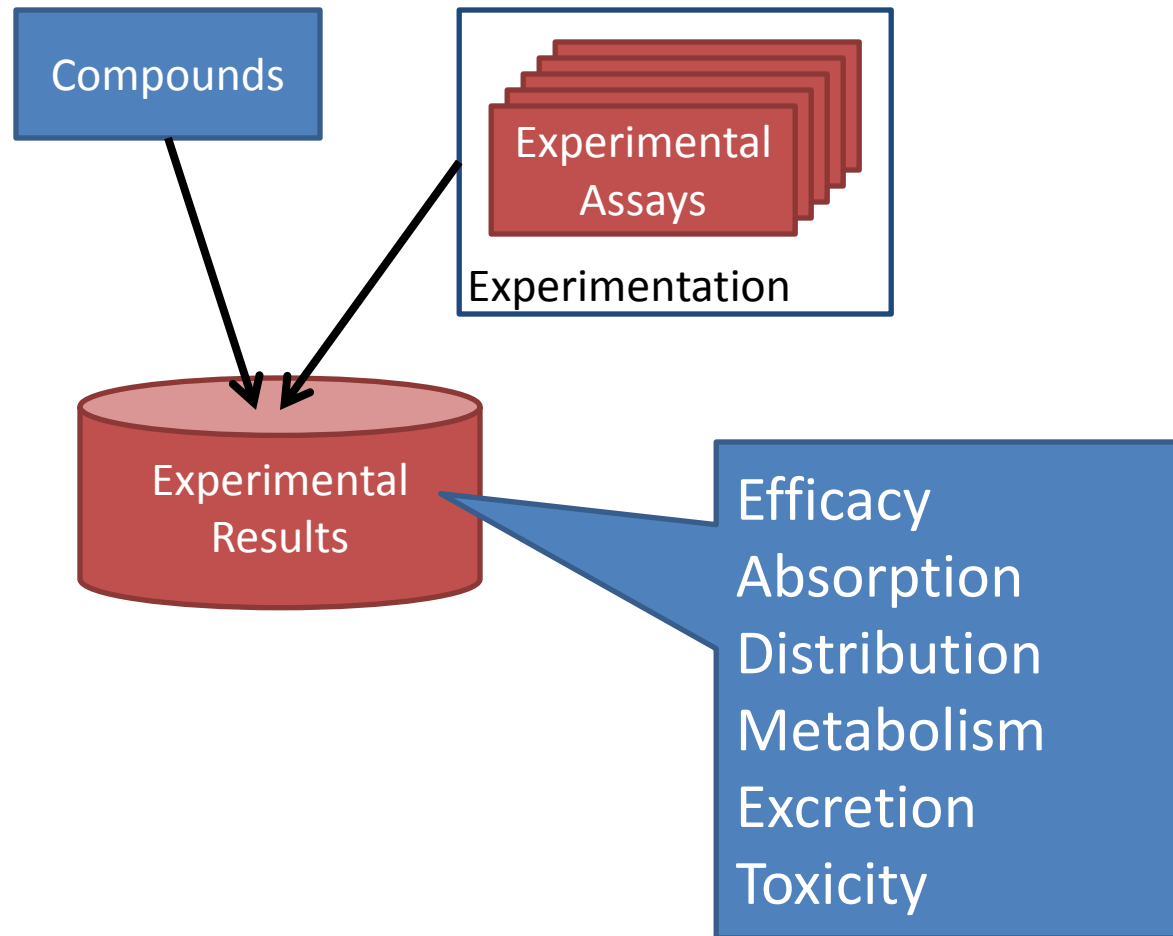 Compounds
Experimental
Assays
Experimentation
Experimental
Results
Efficacy
Absorption
Distribution
Metabolism
Excretion
Toxicity